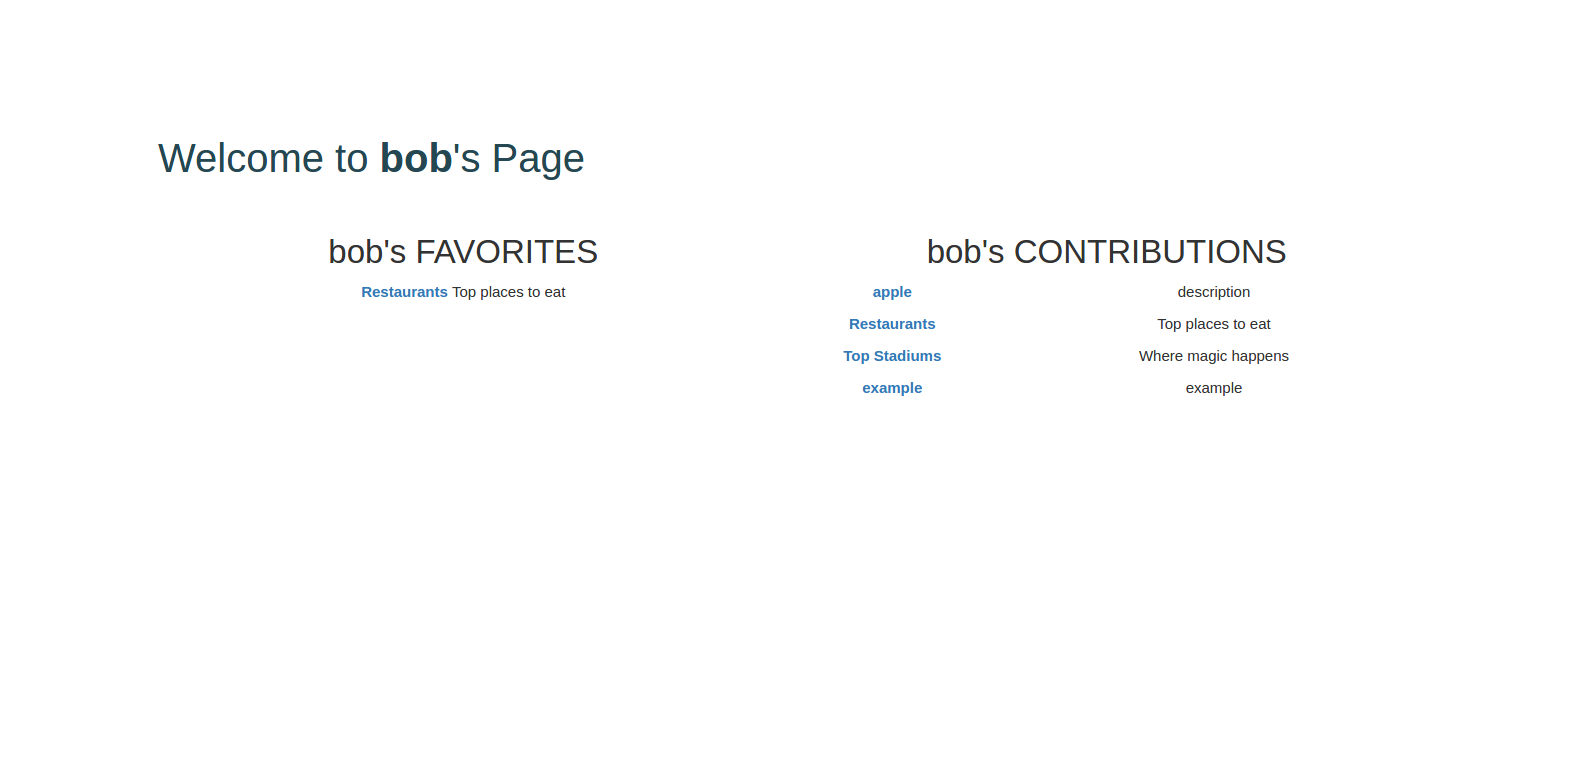 Welcome to bob's Page
bob's FAVORITES
Restaurants Top places to eat
bob's CONTRIBUTIONS
apple description
Restaurants Top places to eat
Top Stadiums Where magic happens
example example